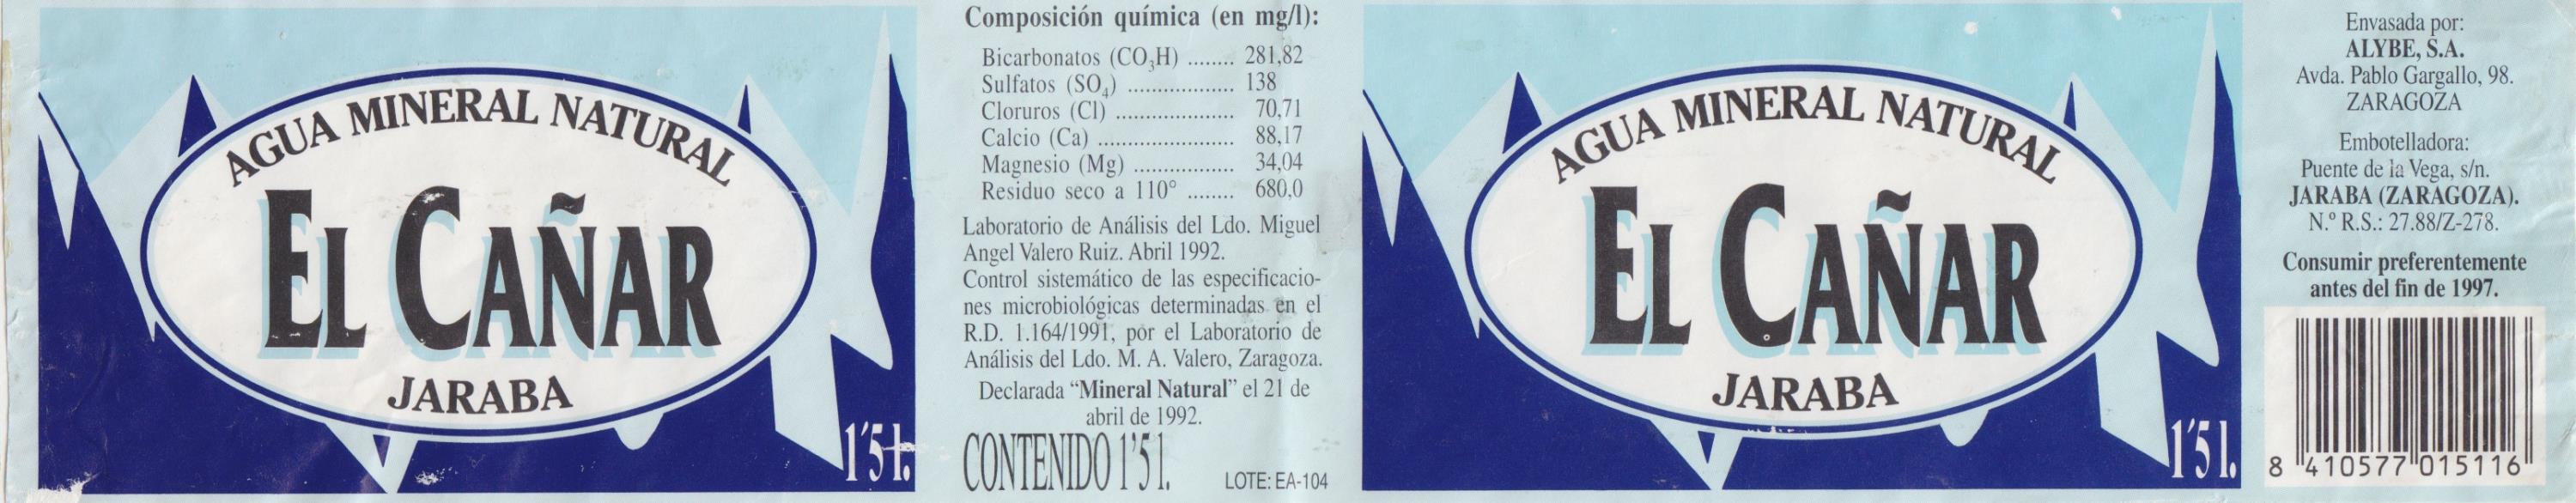 AGUA MINERAL NATURAL
EL CAÑAR
JARABA
1'5 l.
Composición química (en mg/l):
Bicarbonatos (CO3H) ........ 281,82
Sulfatos (SO4) .................. 138
Cloruros (Cl) .................... 70,71
Calcio (Ca) ....................... 88,17
Magnesio (Mg) ................. 34,04
Residuo seco a 110° ........ 680,0
Laboratorio de Análisis del Ldo. Miguel
Angel Valero Ruiz. Abril 1992.
Control sistemático de las especificacio-
nes microbiológicas determinadas en el
R.D. 1.164/1991, por el Laboratorio de
Análisis del Ldo. M. A. Valero, Zaragoza.
Declarada “Mineral Natural” el 21 de
abril de 1992.
CONTENIDO 1'5 l.
LOTE: EA-104
AGUA MINERAL NATURAL
EL CAÑAR
JARABA
1'5 l.
Envasada por:
ALYBE, S.A.
Avda. Pablo Gargallo, 98.
ZARAGOZA
Embotelladora:
Puente de la Vega, s/n.
JARABA (ZARAGOZA).
N.º R.S.: 27.88/Z-278.
Consumir preferentemente
antes del fin de 1997.
8 410577 015116